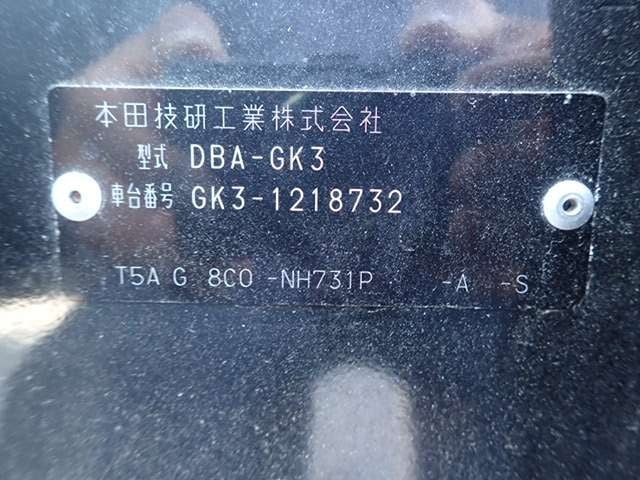 本田技研工業株式会社
型式 DBA-GK3
車台番号 GK3-1218732
T5A G 8C0 -NH731P -A -S